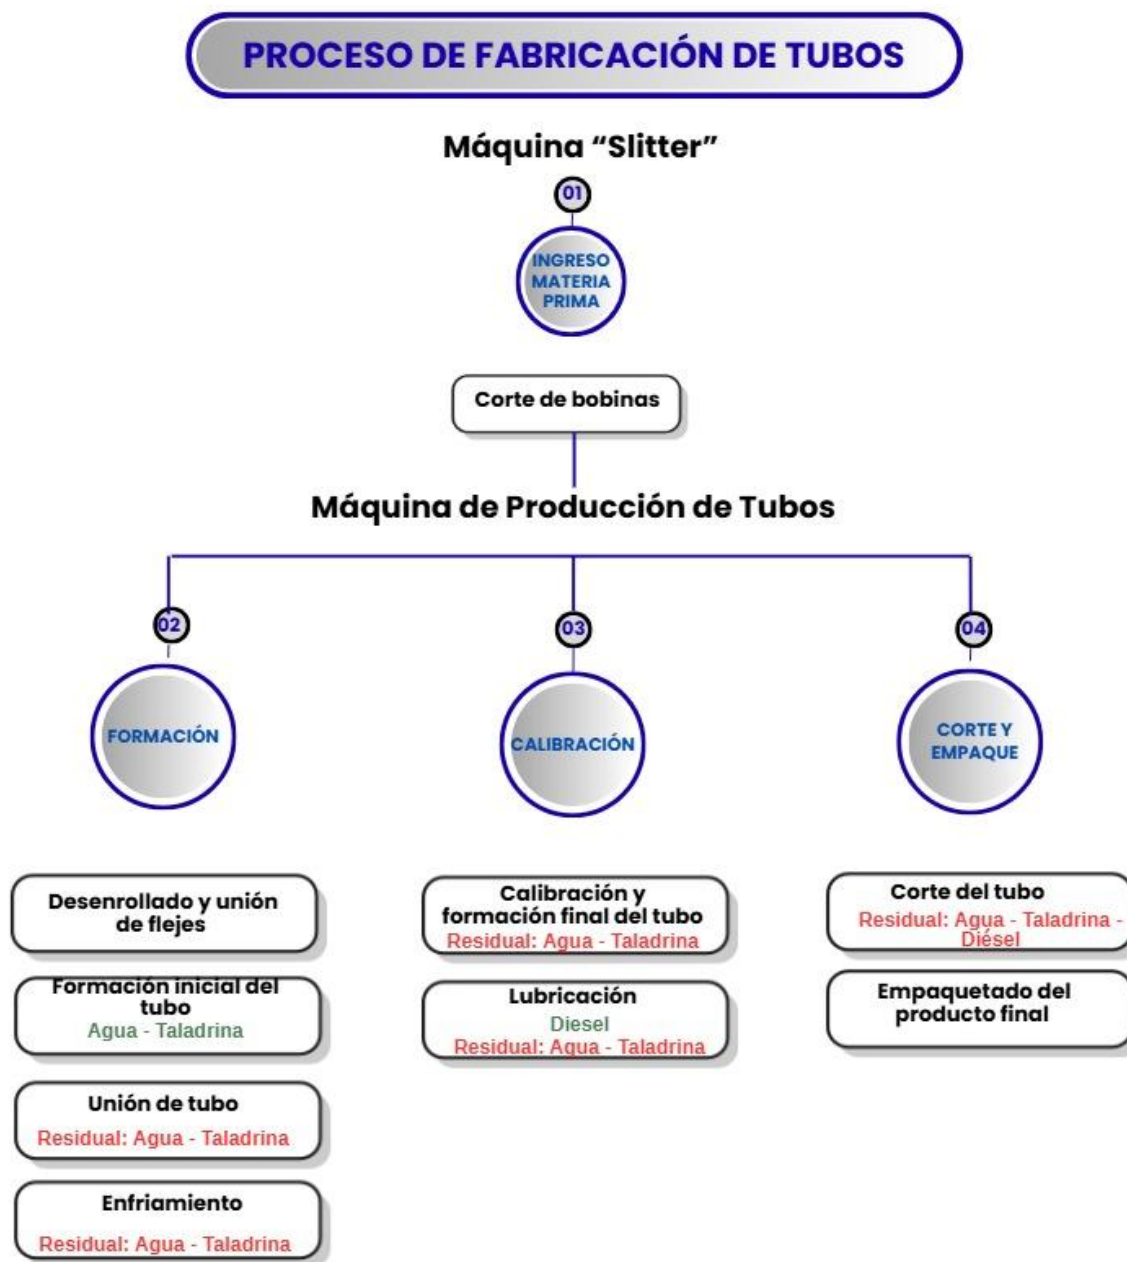 PROCESO DE FABRICACIÓN DE TUBOS
Máquina “Slitter”
01
INGRESO
MATERIA
PRIMA
Corte de bobinas
Máquina de Producción de Tubos
02
FORMACIÓN
Desenrollado y unión
de flejes
Formación inicial del
tubo
Agua - Taladrina
Unión de tubo
Residual: Agua - Taladrina
Enfriamiento
Residual: Agua - Taladrina
03
CALIBRACIÓN
Calibración y
formación final del tubo
Residual: Agua - Taladrina
Lubricación
Diesel
Residual: Agua - Taladrina
04
CORTE Y
EMPAQUE
Corte del tubo
Residual: Agua - Taladrina -
Diésel
Empaquetado del
producto final